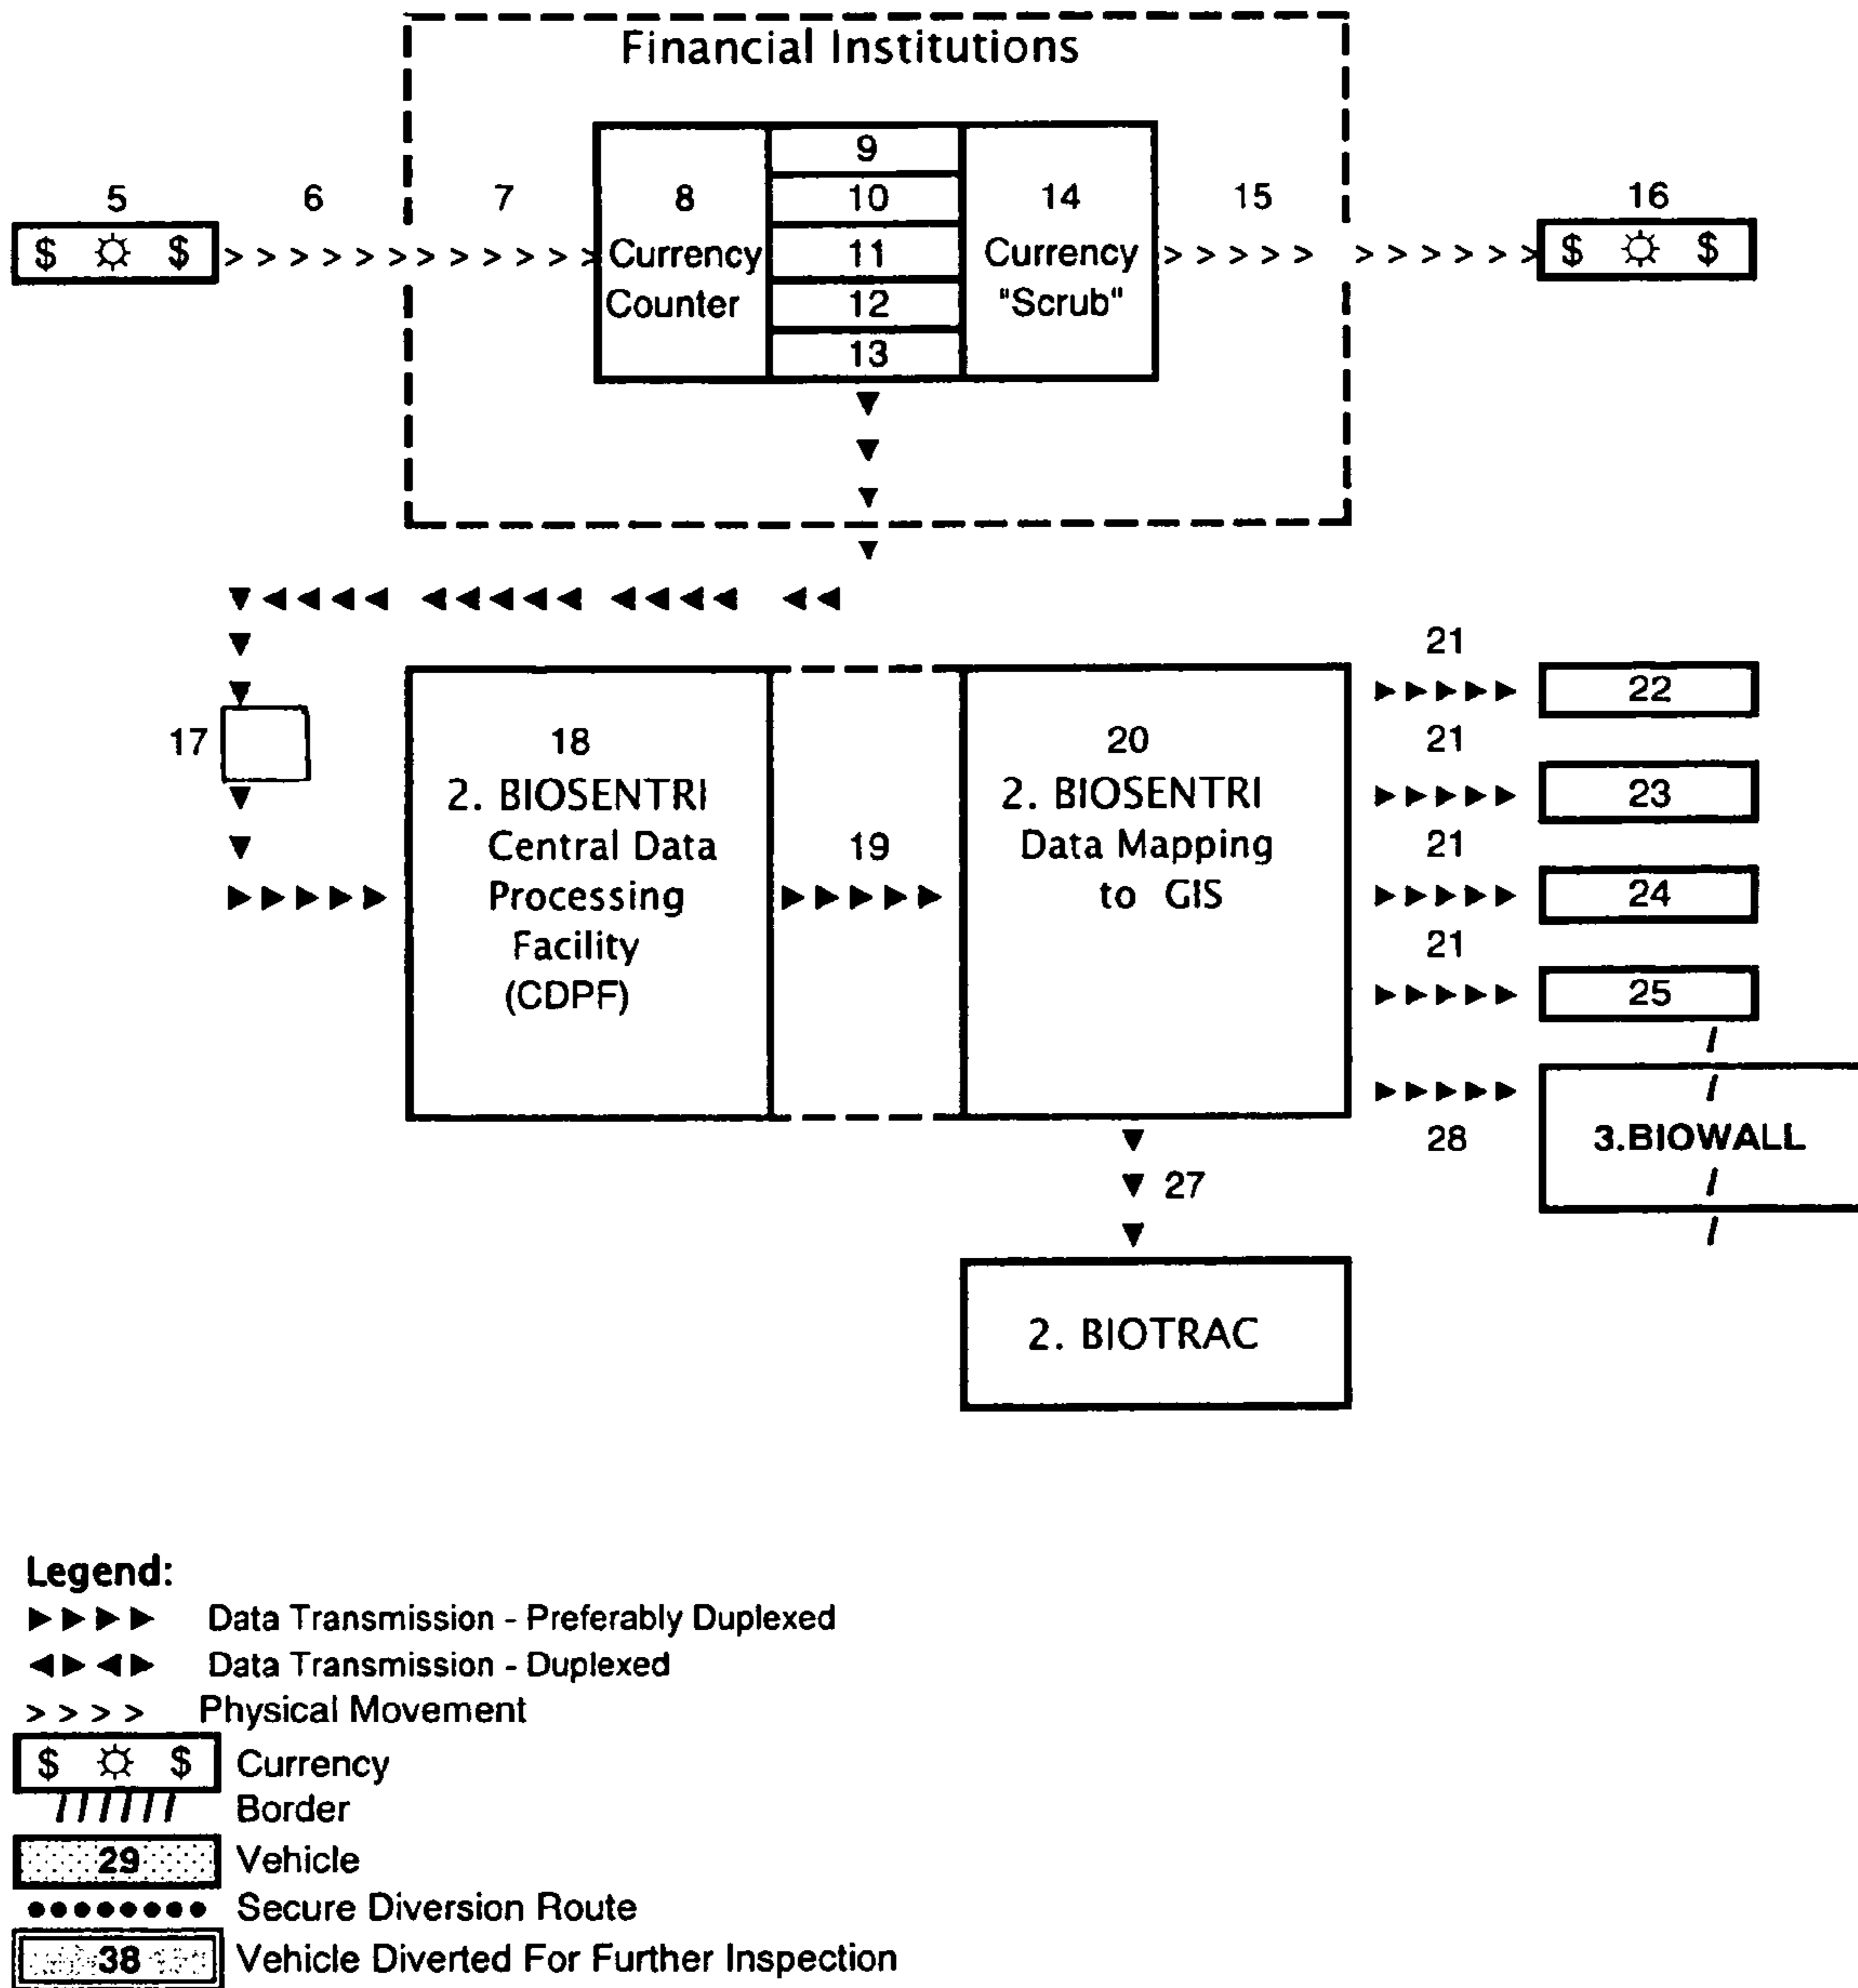 Financial Institutions
9
5 6 7 8 10 14 15 16
$ ☼ $ Currency 11 Currency $ ☼ $
Counter 12 "Scrub"
13
21
22
17 18 20 21
2. BIOSENTRI 2. BIOSENTRI 23
Central Data 19 Data Mapping 21
Processing to GIS 24
Facility 21
(CDPF) 25
28 3.BIOWALL
27
2. BIOTRAC
Legend:
Data Transmission - Preferably Duplexed
Data Transmission - Duplexed
> > > > Physical Movement
$ ☼ $ Currency
Border
29 Vehicle
Secure Diversion Route
38 Vehicle Diverted For Further Inspection